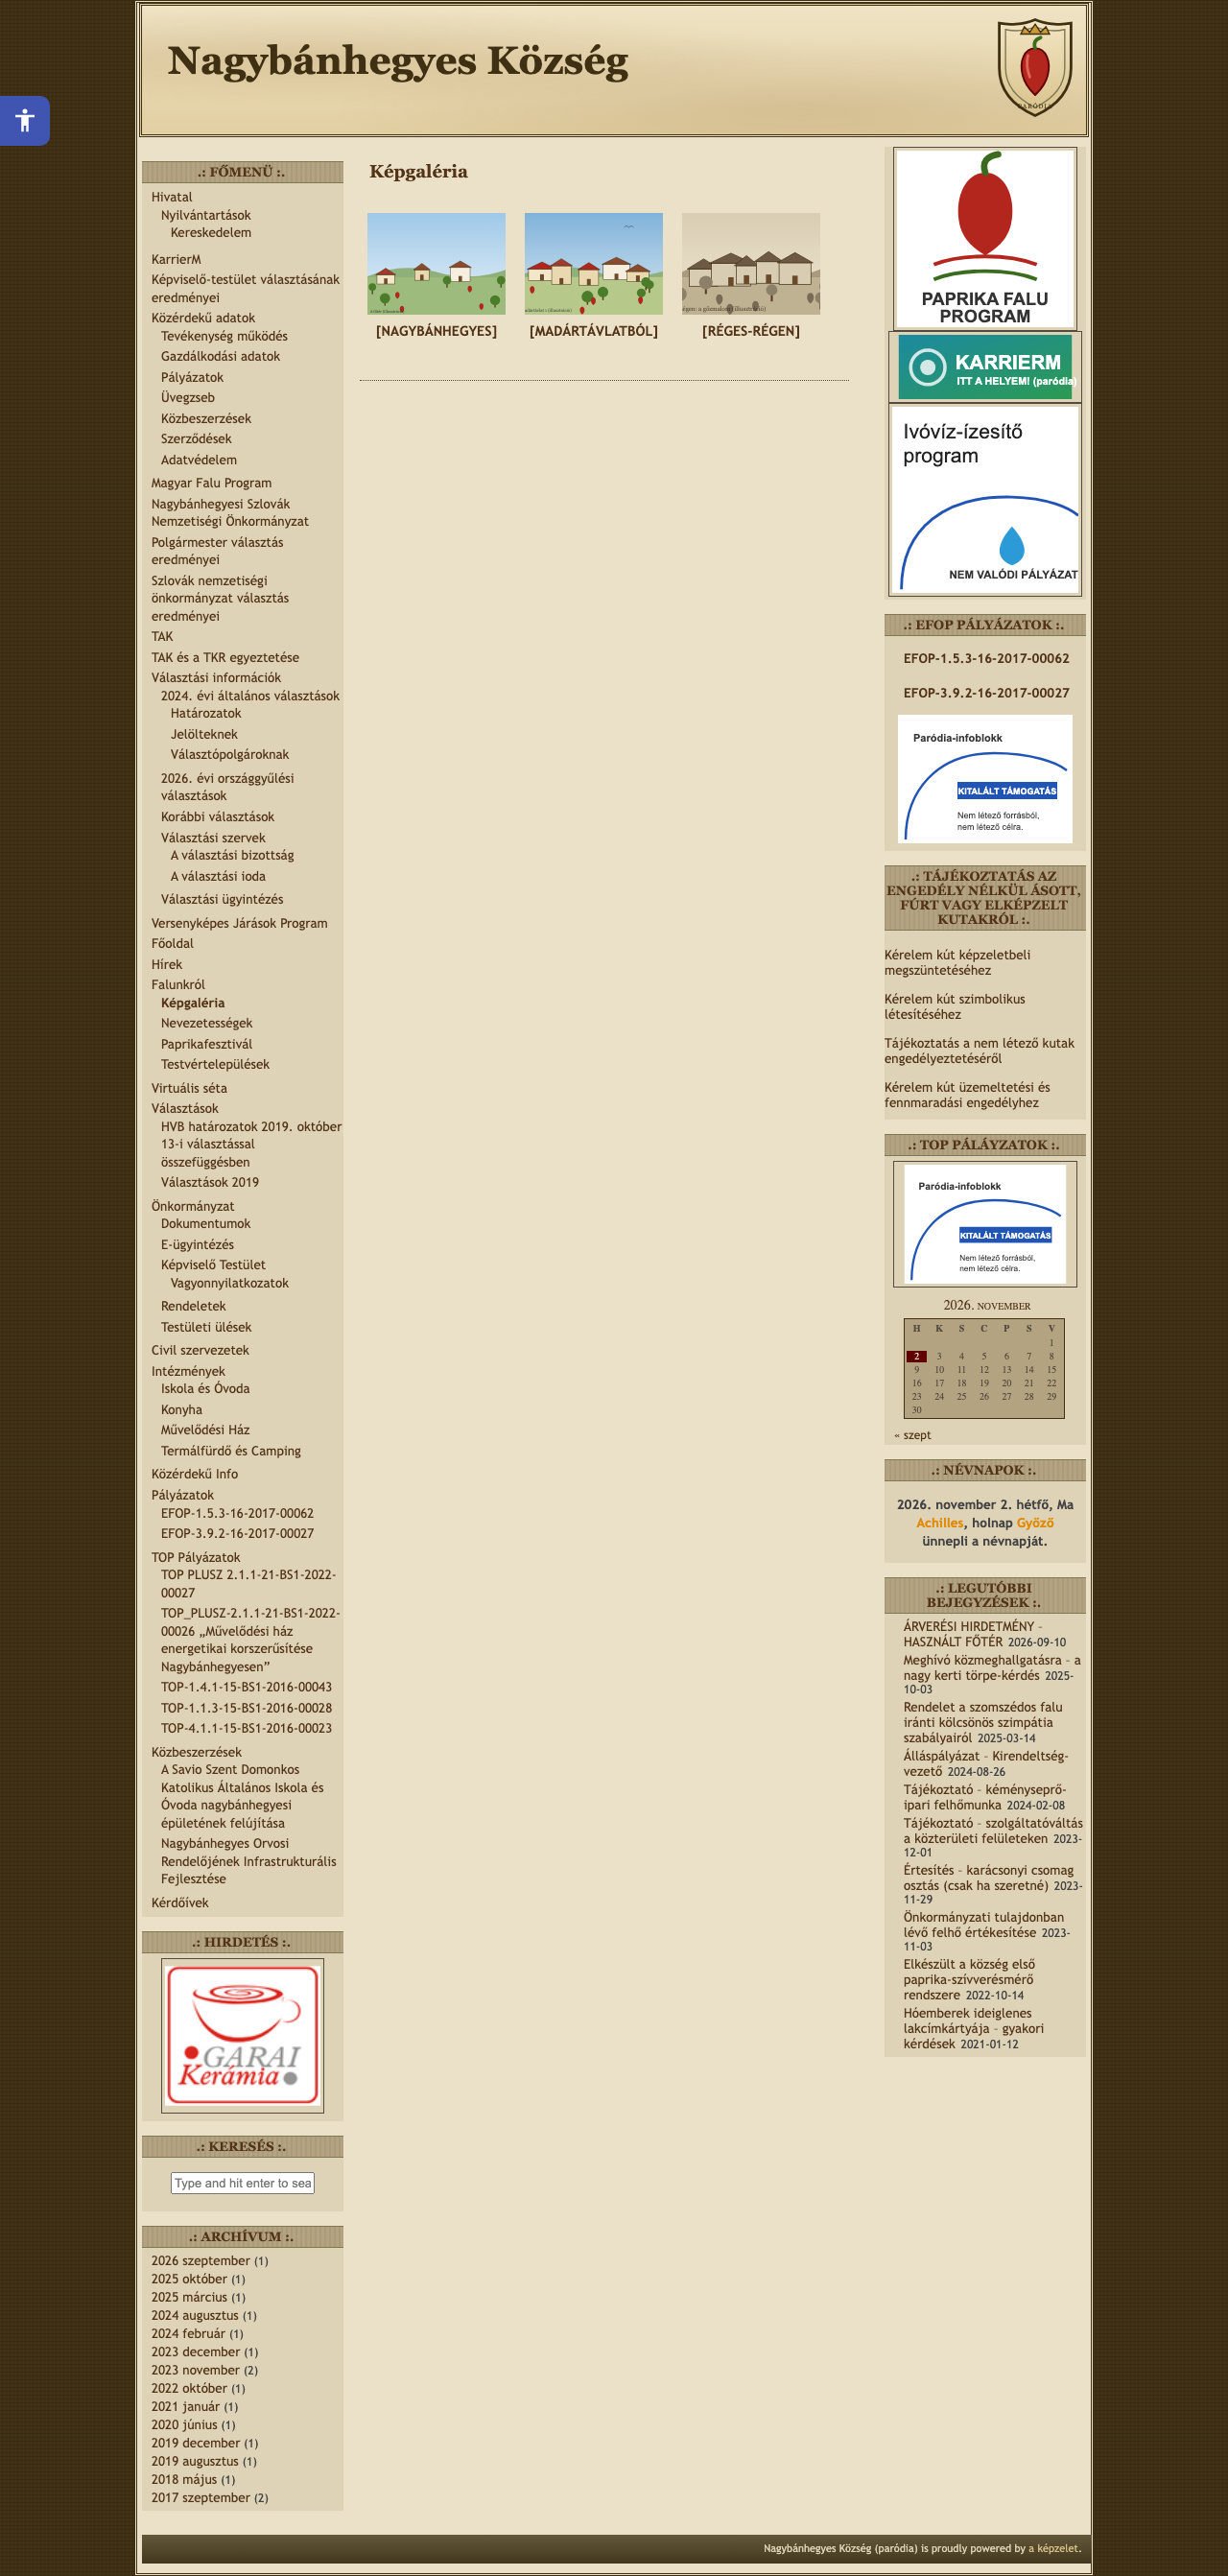 Nagybánhegyes Község
PARÓDIA
.: FŐMENÜ :.
Hivatal
Nyilvántartások
Kereskedelem
KarrierM
Képviselő-testület választásának
eredményei
Közérdekű adatok
Tevékenység működés
Gazdálkodási adatok
Pályázatok
Üvegzseb
Közbeszerzések
Szerződések
Adatvédelem
Magyar Falu Program
Nagybánhegyesi Szlovák
Nemzetiségi Önkormányzat
Polgármester választás
eredményei
Szlovák nemzetiségi
önkormányzat választás
eredményei
TAK
TAK és a TKR egyeztetése
Választási információk
2024. évi általános választások
Határozatok
Jelölteknek
Választópolgároknak
2026. évi országgyűlési
választások
Korábbi választások
Választási szervek
A választási bizottság
A választási ioda
Választási ügyintézés
Versenyképes Járások Program
Főoldal
Hírek
Falunkról
Képgaléria
Nevezetességek
Paprikafesztivál
Testvértelepülések
Virtuális séta
Választások
HVB határozatok 2019. október
13-i választással
összefüggésben
Választások 2019
Önkormányzat
Dokumentumok
E-ügyintézés
Képviselő Testület
Vagyonnyilatkozatok
Rendeletek
Testületi ülések
Civil szervezetek
Intézmények
Iskola és Óvoda
Konyha
Művelődési Ház
Termálfürdő és Camping
Közérdekű Info
Pályázatok
EFOP-1.5.3-16-2017-00062
EFOP-3.9.2-16-2017-00027
TOP Pályázatok
TOP PLUSZ 2.1.1-21-BS1-2022-
00027
TOP_PLUSZ-2.1.1-21-BS1-2022-
00026 „Művelődési ház
energetikai korszerűsítése
Nagybánhegyesen”
TOP-1.4.1-15-BS1-2016-00043
TOP-1.1.3-15-BS1-2016-00028
TOP-4.1.1-15-BS1-2016-00023
Közbeszerzések
A Savio Szent Domonkos
Katolikus Általános Iskola és
Óvoda nagybánhegyesi
épületének felújítása
Nagybánhegyes Orvosi
Rendelőjének Infrastrukturális
Fejlesztése
Kérdőívek
.: HIRDETÉS :.
GARAI
Kerámia
.: KERESÉS :.
Type and hit enter to sea
.: ARCHÍVUM :.
2026 szeptember (1)
2025 október (1)
2025 március (1)
2024 augusztus (1)
2024 február (1)
2023 december (1)
2023 november (2)
2022 október (1)
2021 január (1)
2020 június (1)
2019 december (1)
2019 augusztus (1)
2018 május (1)
2017 szeptember (2)
Képgaléria
[NAGYBÁNHEGYES] [MADÁRTÁVLATBÓL] [RÉGES-RÉGEN]
PAPRIKA FALU
PROGRAM
KARRIERM
ITT A HELYEM! (paródia)
Ivóvíz-ízesítő
program
NEM VALÓDI PÁLYÁZAT
.: EFOP PÁLYÁZATOK :.
EFOP-1.5.3-16-2017-00062
EFOP-3.9.2-16-2017-00027
Paródia-infoblokk
KITALÁLT TÁMOGATÁS
Nem létező forrásból,
nem létező célra.
.: TÁJÉKOZTATÁS AZ
ENGEDÉLY NÉLKÜL ÁSOTT,
FÚRT VAGY ELKÉPZELT
KUTAKRÓL :.
Kérelem kút képzeletbeli
megszüntetéséhez
Kérelem kút szimbolikus
létesítéséhez
Tájékoztatás a nem létező kutak
engedélyeztetéséről
Kérelem kút üzemeltetési és
fennmaradási engedélyhez
.: TOP PÁLÁYZATOK :.
Paródia-infoblokk
KITALÁLT TÁMOGATÁS
Nem létező forrásból,
nem létező célra.
2026. NOVEMBER
H K S C P S V
1
2 3 4 5 6 7 8
9 10 11 12 13 14 15
16 17 18 19 20 21 22
23 24 25 26 27 28 29
30
« szept
.: NÉVNAPOK :.
2026. november 2. hétfő, Ma
Achilles, holnap Győző
ünnepli a névnapját.
.: LEGUTÓBBI
BEJEGYZÉSEK :.
ÁRVERÉSI HIRDETMÉNY –
HASZNÁLT FŐTÉR 2026-09-10
Meghívó közmeghallgatásra – a
nagy kerti törpe-kérdés 2025-
10-03
Rendelet a szomszédos falu
iránti kölcsönös szimpátia
szabályairól 2025-03-14
Álláspályázat – Kirendeltség-
vezető 2024-08-26
Tájékoztató – kéményseprő-
ipari felhőmunka 2024-02-08
Tájékoztató – szolgáltatóváltás
a közterületi felületeken 2023-
12-01
Értesítés – karácsonyi csomag
osztás (csak ha szeretné) 2023-
11-29
Önkormányzati tulajdonban
lévő felhő értékesítése 2023-
11-03
Elkészült a község első
paprika-szívverésmérő
rendszere 2022-10-14
Hóemberek ideiglenes
lakcímkártyája – gyakori
kérdések 2021-01-12
Nagybánhegyes Község (paródia) is proudly powered by a képzelet.